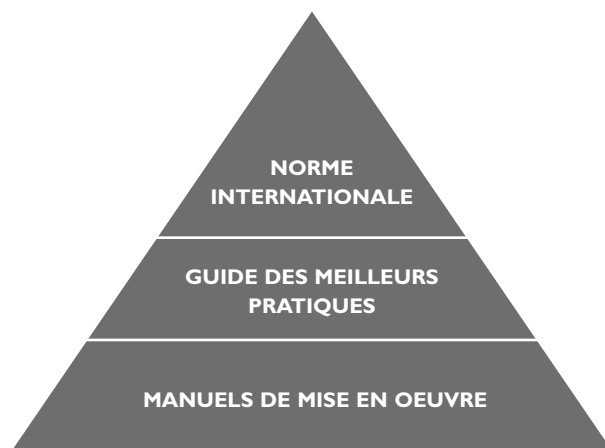 NORME
INTERNATIONALE
GUIDE DES MEILLEURS
PRATIQUES
MANUELS DE MISE EN OEUVRE